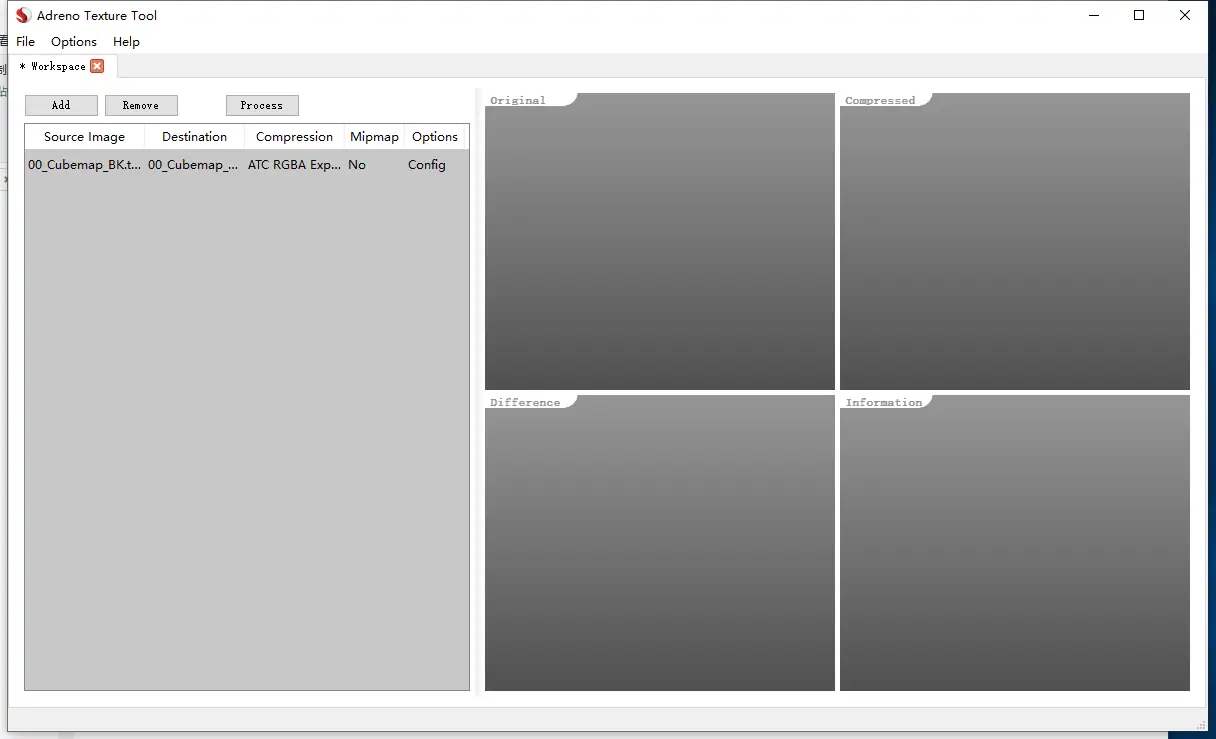 Adreno Texture Tool
File Options Help
* Workspace
Add Remove Process
Source Image Destination Compression Mipmap Options
00_Cubemap_BK.t... 00_Cubemap_... ATC RGBA Exp... No Config
Original
Compressed
Difference
Information